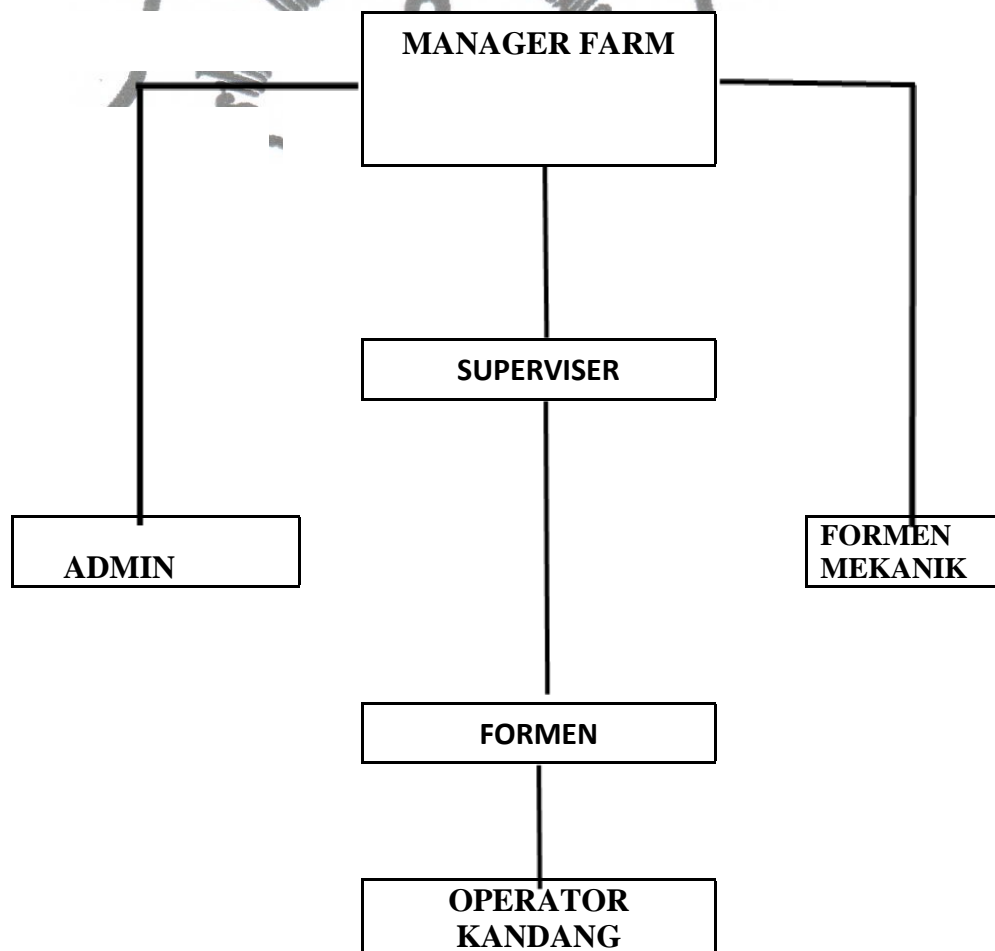 MANAGER FARM
SUPERVISER
ADMIN
FORMEN
MEKANIK
FORMEN
OPERATOR
KANDANG